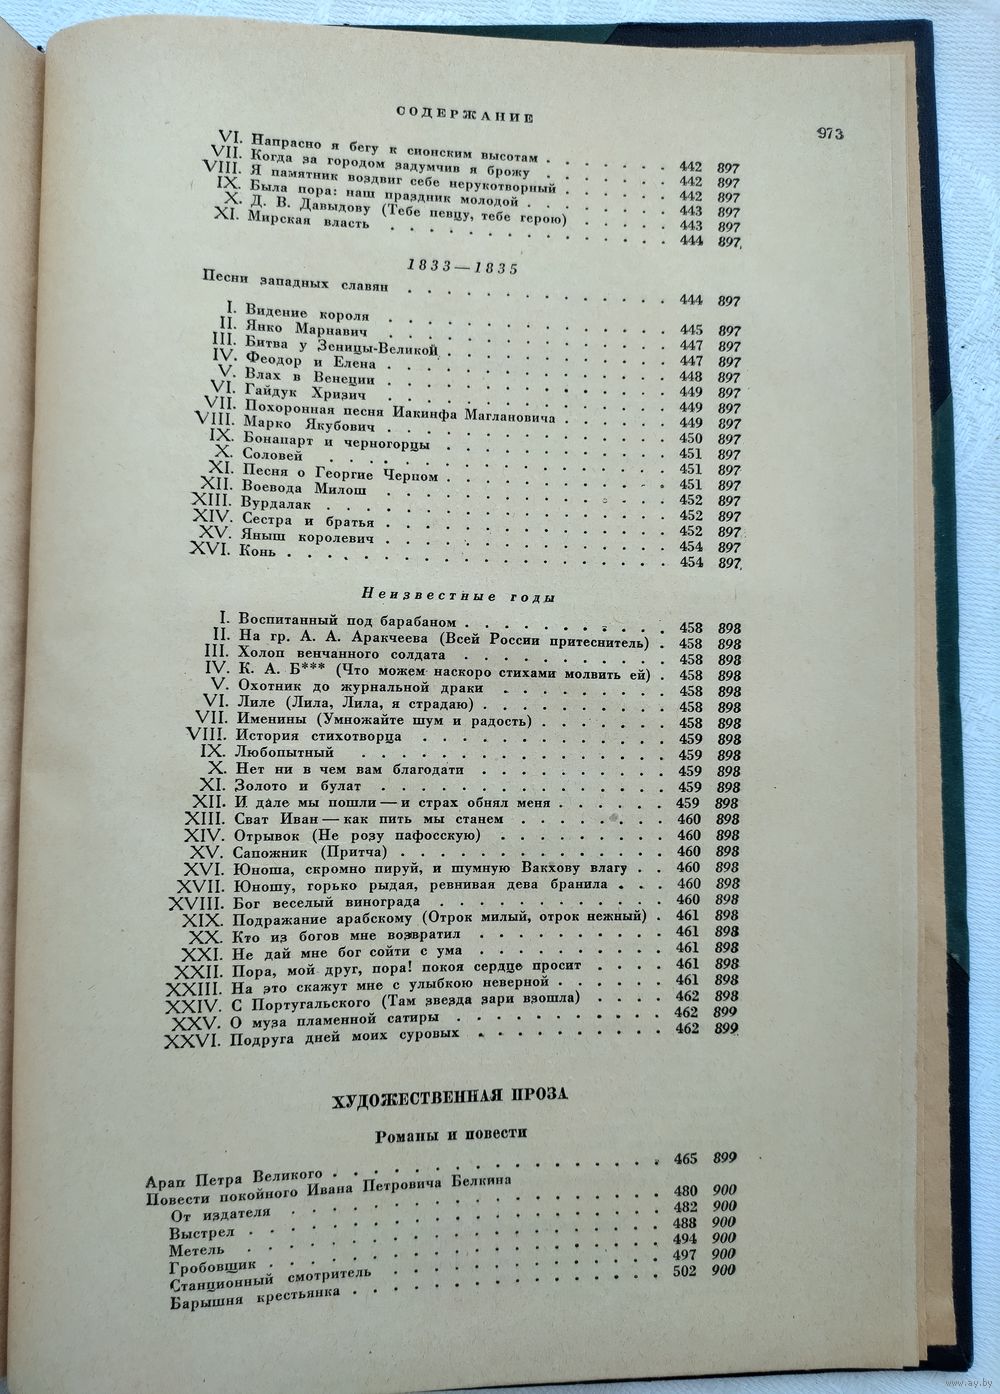 СОДЕРЖАНИЕ
973
VI. Напрасно я бегу к сионским высотам . . . . . . . 442 897
VII. Когда за городом задумчив я брожу . . . . . . . 442 897
VIII. Я памятник воздвиг себе нерукотворный . . . . . . 442 897
IX. Была пора: наш праздник молодой . . . . . . . . 443 897
X. Д. В. Давыдову (Тебе певцу, тебе герою) . . . . . 443 897
XI. Мирская власть . . . . . . . . . . . . . . 444 897
1833—1835
Песни западных славян . . . . . . . . . . . . . 444 897
I. Видение короля . . . . . . . . . . . . . . 445 897
II. Янко Марнавич . . . . . . . . . . . . . . 447 897
III. Битва у Зеницы-Великой . . . . . . . . . . . 447 897
IV. Феодор и Елена . . . . . . . . . . . . . . 448 897
V. Влах в Венеции . . . . . . . . . . . . . . 449 897
VI. Гайдук Хризич . . . . . . . . . . . . . . 449 897
VII. Похоронная песня Иакинфа Маглановича . . . . . . 449 897
VIII. Марко Якубович . . . . . . . . . . . . . . 450 897
IX. Бонапарт и черногорцы . . . . . . . . . . . 451 897
X. Соловей . . . . . . . . . . . . . . . . . 451 897
XI. Песня о Георгие Черном . . . . . . . . . . . 451 897
XII. Воевода Милош . . . . . . . . . . . . . . 452 897
XIII. Вурдалак . . . . . . . . . . . . . . . . . 452 897
XIV. Сестра и братья . . . . . . . . . . . . . . 452 897
XV. Яныш королевич . . . . . . . . . . . . . . 454 897
XVI. Конь . . . . . . . . . . . . . . . . . . . 454 897
Неизвестные годы
I. Воспитанный под барабаном . . . . . . . . . . 458 898
II. На гр. А. А. Аракчеева (Всей России притеснитель) . 458 898
III. Холоп венчанного солдата . . . . . . . . . . 458 898
IV. К. А. Б*** (Что можем наскоро стихами молвить ей) . 458 898
V. Охотник до журнальной драки . . . . . . . . . 458 898
VI. Лиле (Лила, Лила, я страдаю) . . . . . . . . . 458 898
VII. Именины (Умножайте шум и радость) . . . . . . . 458 898
VIII. История стихотворца . . . . . . . . . . . . 459 898
IX. Любопытный . . . . . . . . . . . . . . . 459 898
X. Нет ни в чем вам благодати . . . . . . . . . 459 898
XI. Золото и булат . . . . . . . . . . . . . . 459 898
XII. И дале мы пошли — и страх обнял меня . . . . . . 459 898
XIII. Сват Иван — как пить мы станем . . . . . . . . 460 898
XIV. Отрывок (Не розу пафосскую) . . . . . . . . . 460 898
XV. Сапожник (Притча) . . . . . . . . . . . . . 460 898
XVI. Юноша, скромно пируй, и шумную Вакхову влагу . . 460 898
XVII. Юношу, горько рыдая, ревнивая дева бранила . . . 460 898
XVIII. Бог веселый винограда . . . . . . . . . . . 460 898
XIX. Подражание арабскому (Отрок милый, отрок нежный) . 461 898
XX. Кто из богов мне возвратил . . . . . . . . . 461 898
XXI. Не дай мне бог сойти с ума . . . . . . . . . 461 898
XXII. Пора, мой друг, пора! покоя сердце просит . . . . 461 898
XXIII. На это скажут мне с улыбкою неверной . . . . . . 461 898
XXIV. С Португальского (Там звезда зари взошла) . . . . 462 898
XXV. О муза пламенной сатиры . . . . . . . . . . 462 899
XXVI. Подруга дней моих суровых . . . . . . . . . . 462 899
ХУДОЖЕСТВЕННАЯ ПРОЗА
Романы и повести
Арап Петра Великого . . . . . . . . . . . . . . . 465 899
Повести покойного Ивана Петровича Белкина
От издателя . . . . . . . . . . . . . . . . 480 900
Выстрел . . . . . . . . . . . . . . . . . . 482 900
Метель . . . . . . . . . . . . . . . . . . 488 900
Гробовщик . . . . . . . . . . . . . . . . . 494 900
Станционный смотритель . . . . . . . . . . . . 497 900
Барышня крестьянка . . . . . . . . . . . . . 502 900
www.ay.by